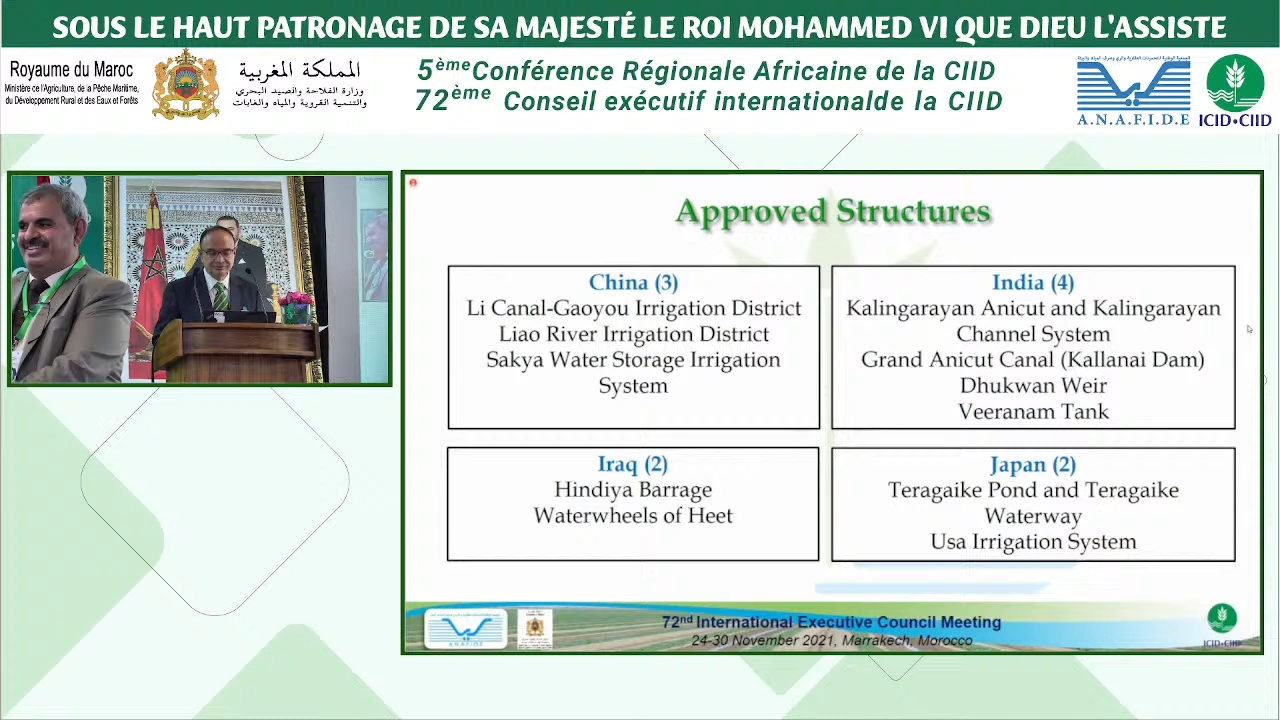 SOUS LE HAUT PATRONAGE DE SA MAJESTÉ LE ROI MOHAMMED VI QUE DIEU L'ASSISTE
Royaume du Maroc
Ministère de l'Agriculture, de la Pêche Maritime,
du Développement Rural et des Eaux et Forêts
المملكة المغربية
وزارة الفلاحة والصيد البحري
والتنمية القروية والمياه والغابات
5ème Conférence Régionale Africaine de la CIID
72ème Conseil exécutif internationalde la CIID
A.N.A.F.I.D.E
ICID•CIID
Approved Structures
China (3)
Li Canal-Gaoyou Irrigation District
Liao River Irrigation District
Sakya Water Storage Irrigation
System
India (4)
Kalingarayan Anicut and Kalingarayan
Channel System
Grand Anicut Canal (Kallanai Dam)
Dhukwan Weir
Veeranam Tank
Iraq (2)
Hindiya Barrage
Waterwheels of Heet
Japan (2)
Teragaike Pond and Teragaike
Waterway
Usa Irrigation System
72nd International Executive Council Meeting
24-30 November 2021, Marrakech, Morocco
ANAFIDE
ICID•CIID